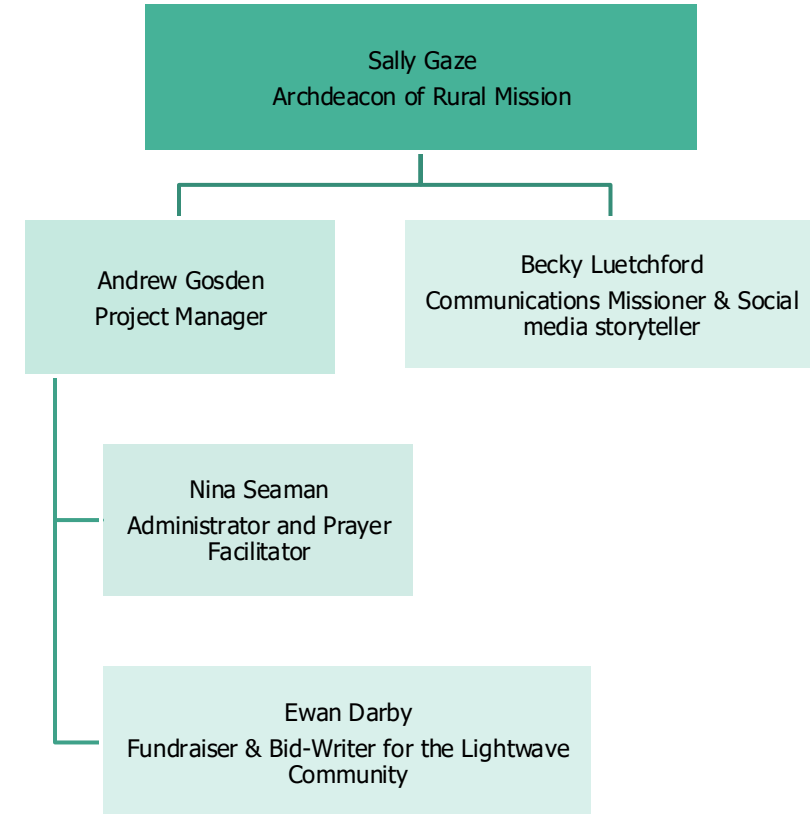 Sally Gaze
Archdeacon of Rural Mission
Andrew Gosden
Project Manager
Becky Luetchford
Communications Missioner & Social
media storyteller
Nina Seaman
Administrator and Prayer
Facilitator
Ewan Darby
Fundraiser & Bid-Writer for the Lightwave
Community